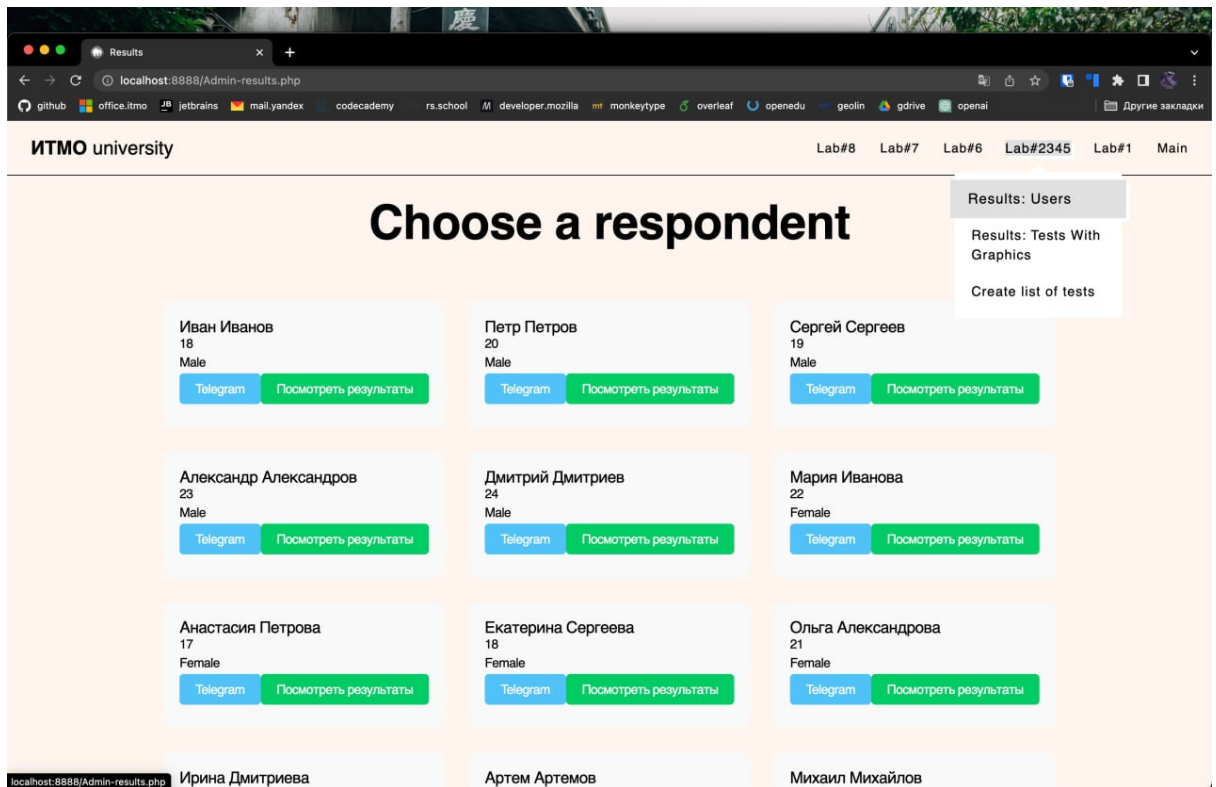 慶
Results
localhost:8888/Admin-results.php
github office.itmo jetbrains mail.yandex codecademy rs.school developer.mozilla monkeytype overleaf openedu geolin gdrive openai Другие закладки
ИТМО university Lab#8 Lab#7 Lab#6 Lab#2345 Lab#1 Main
Results: Users
Results: Tests With
Graphics
Create list of tests
Choose a respondent
Иван Иванов
18
Male
Telegram Посмотреть результаты
Петр Петров
20
Male
Telegram Посмотреть результаты
Сергей Сергеев
19
Male
Telegram Посмотреть результаты
Александр Александров
23
Male
Telegram Посмотреть результаты
Дмитрий Дмитриев
24
Male
Telegram Посмотреть результаты
Мария Иванова
22
Female
Telegram Посмотреть результаты
Анастасия Петрова
17
Female
Telegram Посмотреть результаты
Екатерина Сергеева
18
Female
Telegram Посмотреть результаты
Ольга Александрова
21
Female
Telegram Посмотреть результаты
Ирина Дмитриева
Артем Артемов
Михаил Михайлов
localhost:8888/Admin-results.php